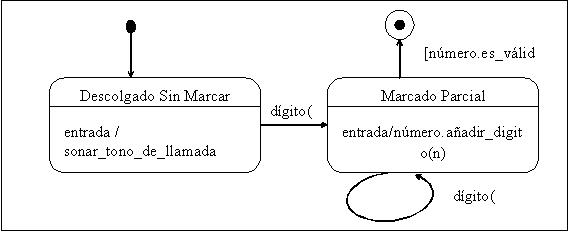 [número.es_válid
Descolgado Sin Marcar
Marcado Parcial
dígito(
entrada /
sonar_tono_de_llamada
entrada/número.añadir_digit
o(n)
dígito(